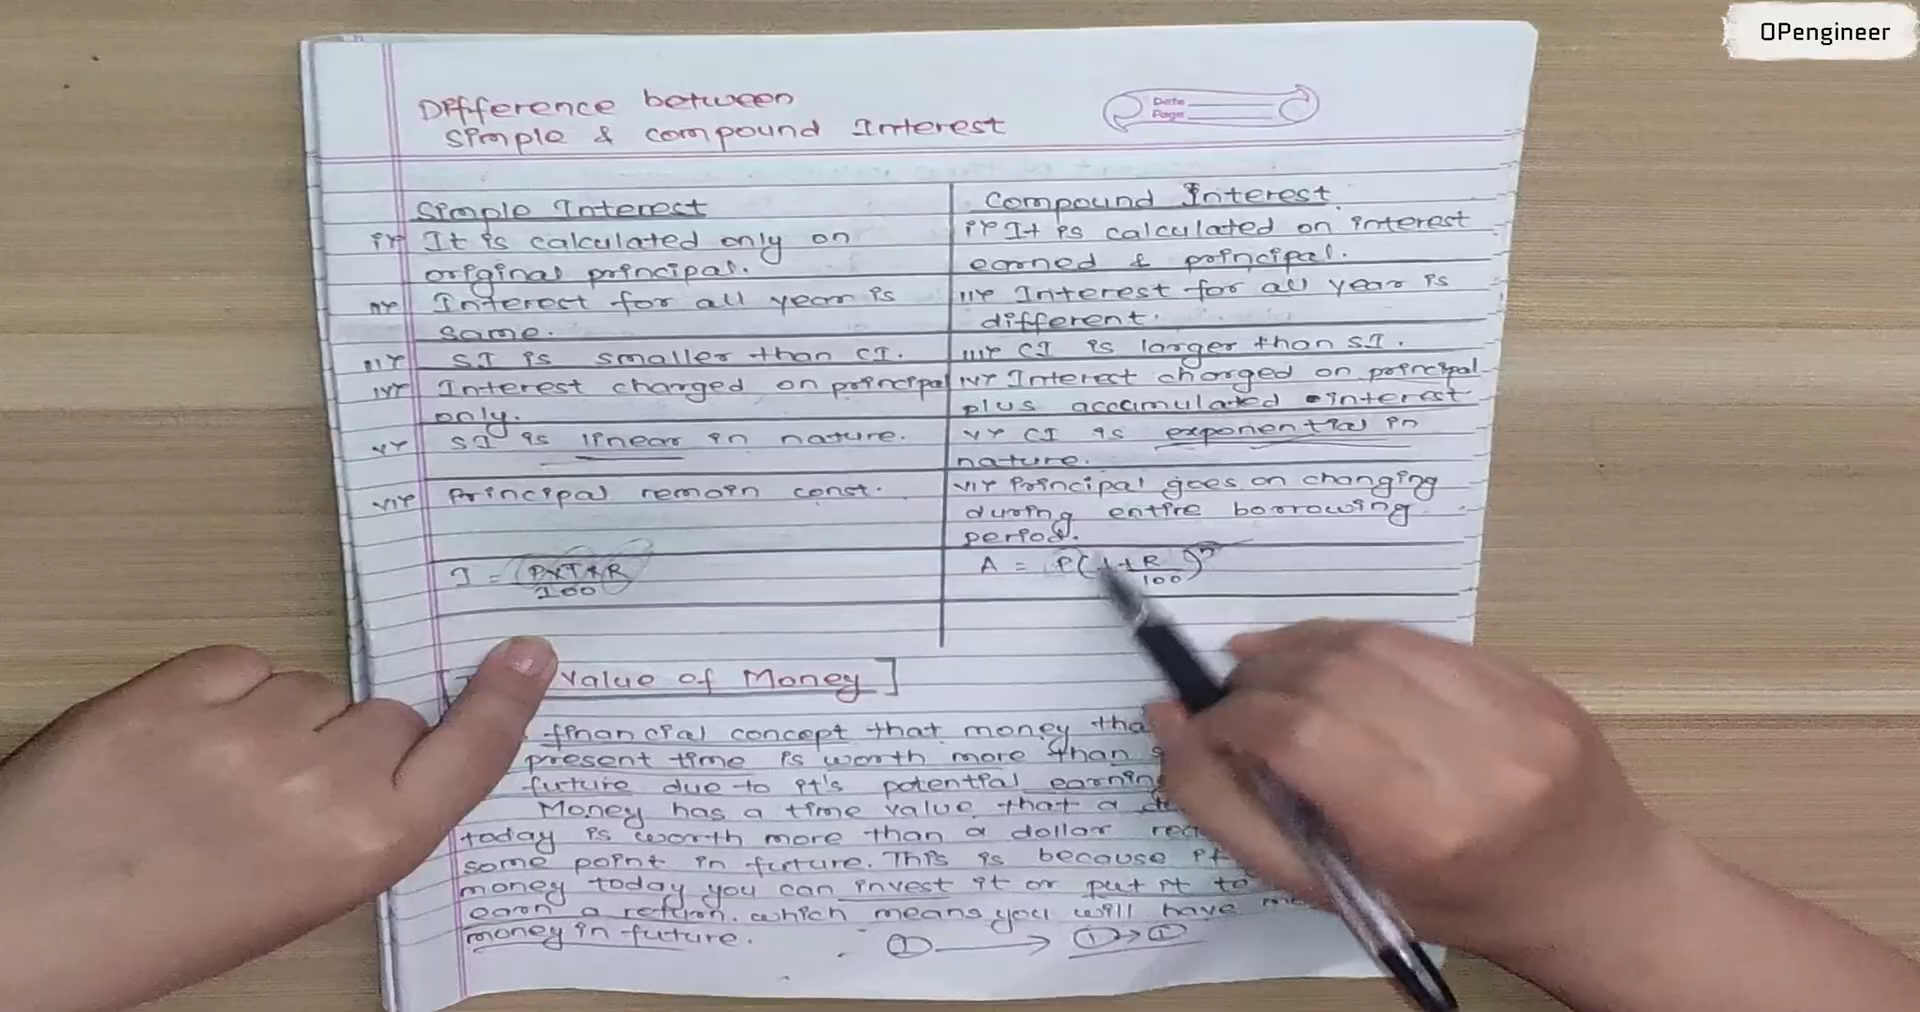 OPengineer
Difference between
simple & compound Interest
Date
Page
Simple Interest
i) It is calculated only on
original principal.
ii) Interest for all year is
same.
iii) SI is smaller than CI.
iv) Interest charged on principal
only.
v) SI is linear in nature.
vi) Principal remain const.
I = PxTxR
100
Compound Interest
i) It is calculated on interest
earned & principal.
ii) Interest for all year is
different.
iii) CI is larger than SI.
iv) Interest charged on principal
plus accamulated interest
v) CI is exponential in
nature.
vi) Principal goes on changing
during entire borrowing
period.
A = P(1+R/100)^n
value of Money]
financial concept that money
present time is worth more than
future due to it's potential
Money has a time value that a
today is worth more than a dollar
some point in future. This is because if
money today you can invest it or put it to
earn a return. which means you will have
money in future.
① → ① → ①